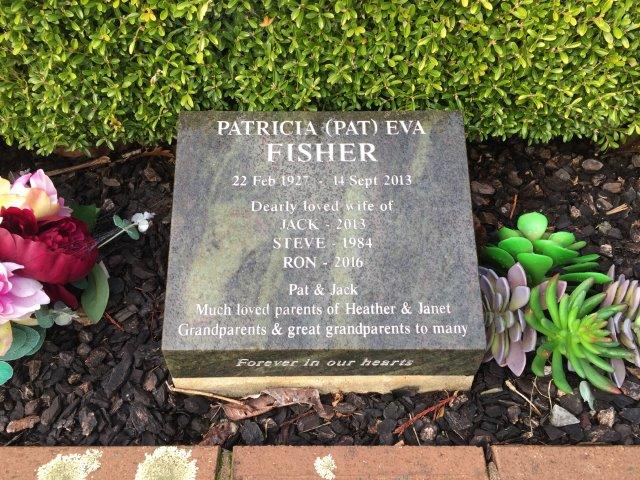 PATRICIA (PAT) EVA
FISHER
22 Feb 1927 - 14 Sept 2013
Dearly loved wife of
JACK - 2013
STEVE - 1984
RON - 2016
Pat & Jack
Much loved parents of Heather & Janet
Grandparents & great grandparents to many
Forever in our hearts